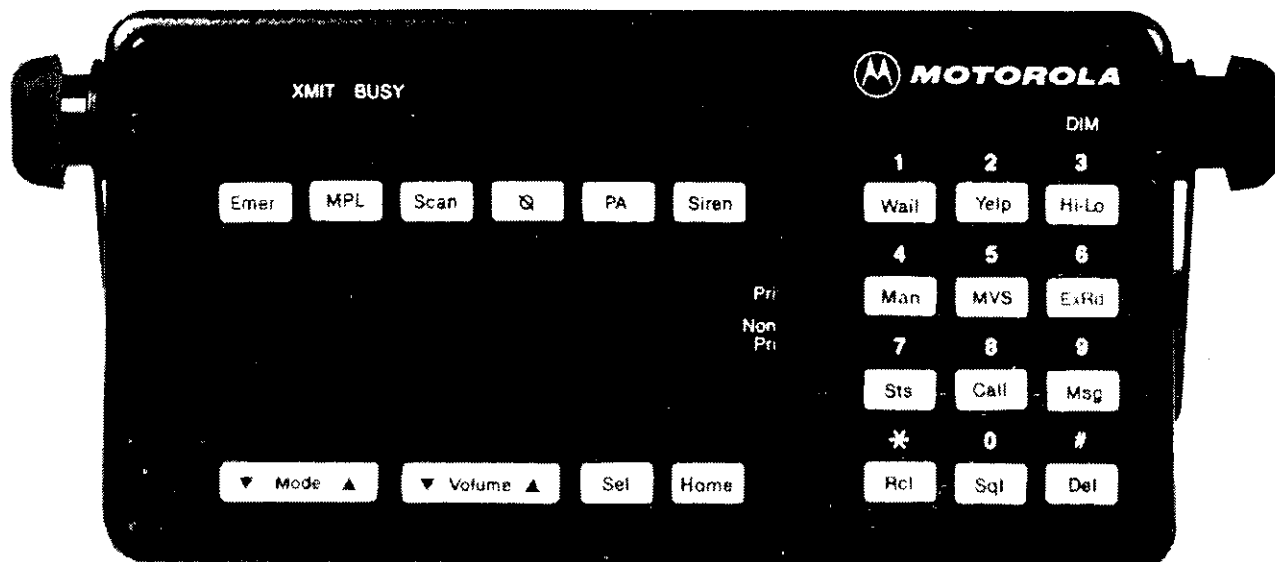 MOTOROLA
XMIT BUSY
DIM
1 2 3
Emer MPL Scan PA Siren
Wail Yelp Hi-Lo
4 5 6
Pri
Man MVS ExRd
Non
Pri
7 8 9
Sts Call Msg
* 0 #
▼ Mode ▲ ▼ Volume ▲ Sel Home
Rcl Sql Del